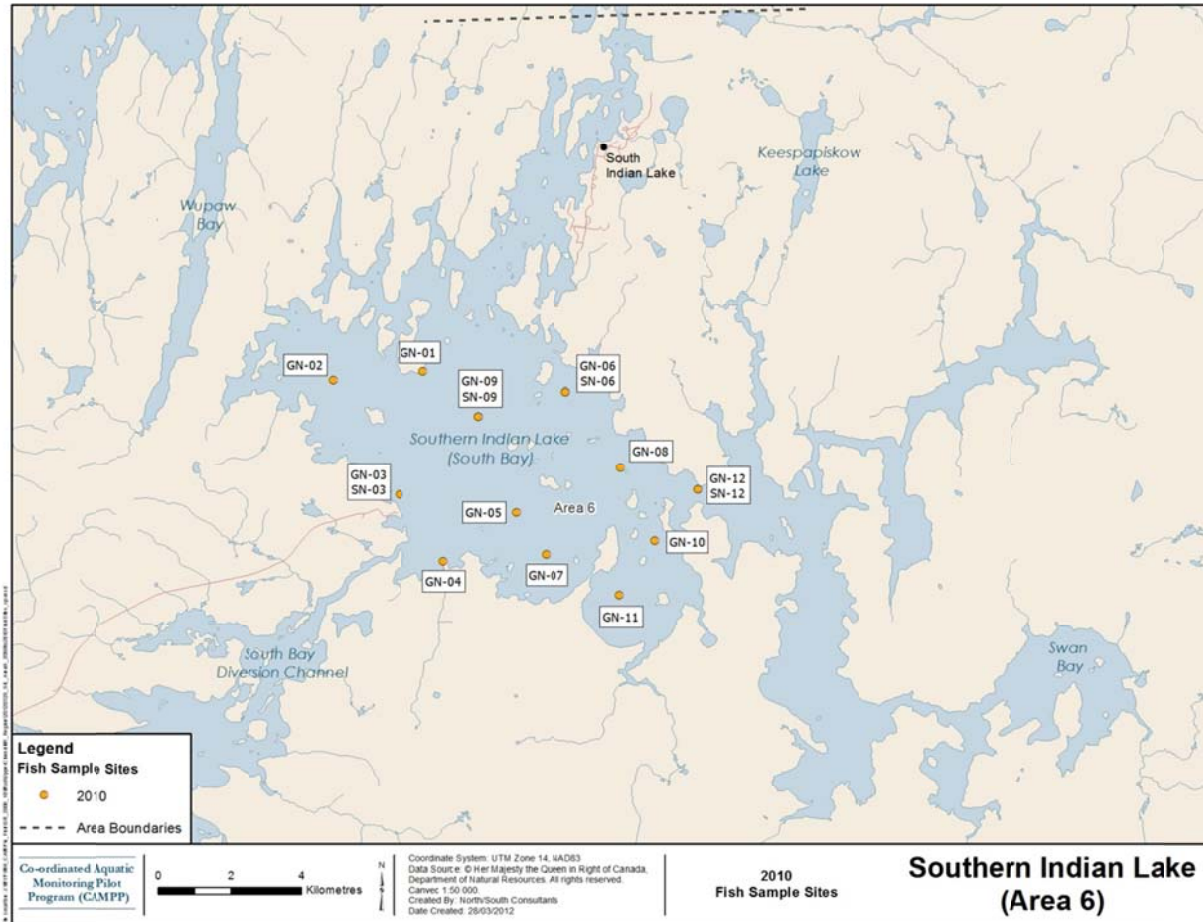 South
Indian Lake
Keespapiskow
Lake
Wupaw
Bay
GN-02
GN-01
GN-06
SN-06
GN-09
SN-09
Southern Indian Lake
(South Bay)
GN-08
GN-03
SN-03
GN-12
SN-12
GN-05
Area 6
GN-10
GN-04
GN-07
GN-11
South Bay
Diversion Channel
Swan
Bay
Legend
Fish Sample Sites
2010
Area Boundaries
Co-ordinated Aquatic
Monitoring Pilot
Program (CAMPP)
0 2 4
Kilometres
N
Coordinate System: UTM Zone 14, NAD83
Data Source: © Her Majesty the Queen in Right of Canada,
Department of Natural Resources. All rights reserved.
Canvec 1:50 000.
Created By: North/South Consultants
Date Created: 28/03/2012
2010
Fish Sample Sites
Southern Indian Lake
(Area 6)